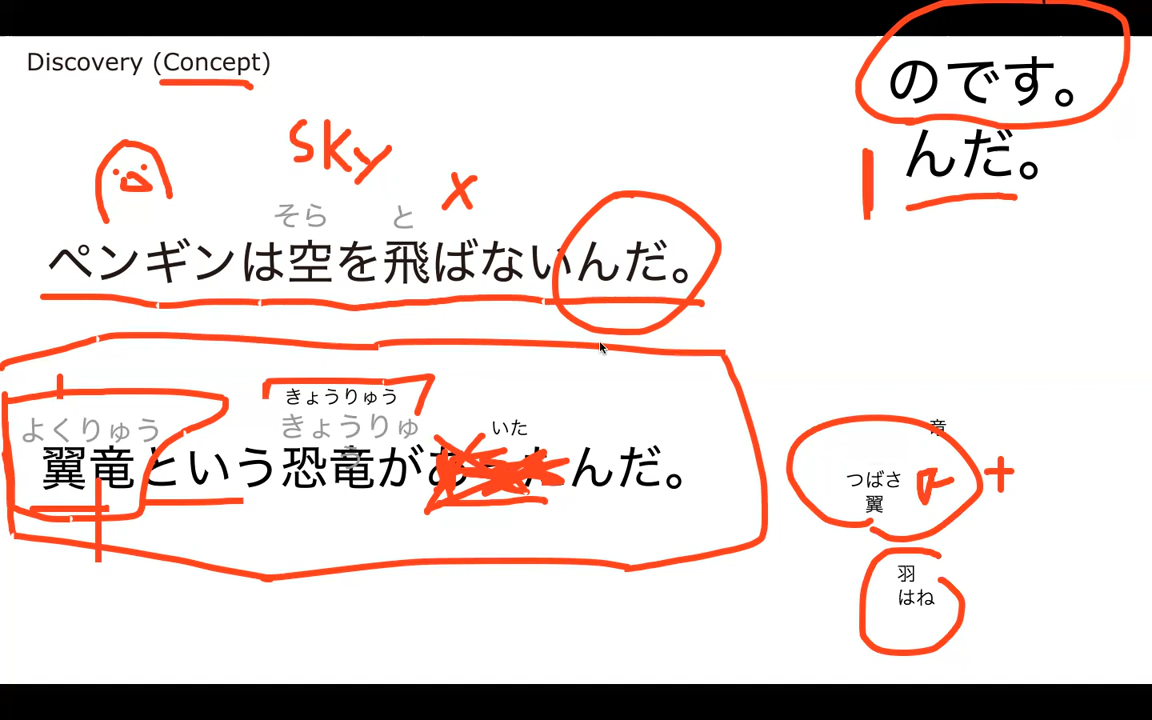 Discovery (Concept)
のです。
んだ。
sky
x
そら と
ペンギンは空を飛ばないんだ。
きょうりゅう
よくりゅう きょうりゅう
いた
翼竜という恐竜がんだ。
竜
つばさ
翼
+
羽
はね